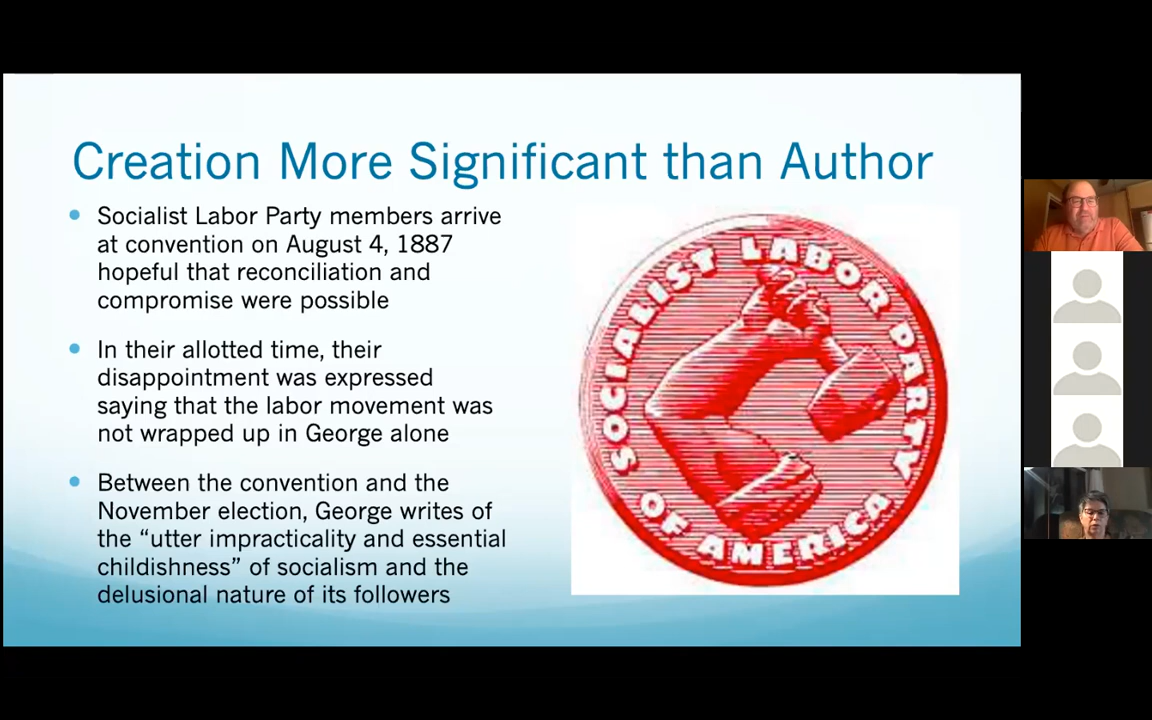 Creation More Significant than Author
Socialist Labor Party members arrive
at convention on August 4, 1887
hopeful that reconciliation and
compromise were possible
In their allotted time, their
disappointment was expressed
saying that the labor movement was
not wrapped up in George alone
Between the convention and the
November election, George writes of
the “utter impracticality and essential
childishness” of socialism and the
delusional nature of its followers
SOCIALIST LABOR PARTY
OF AMERICA